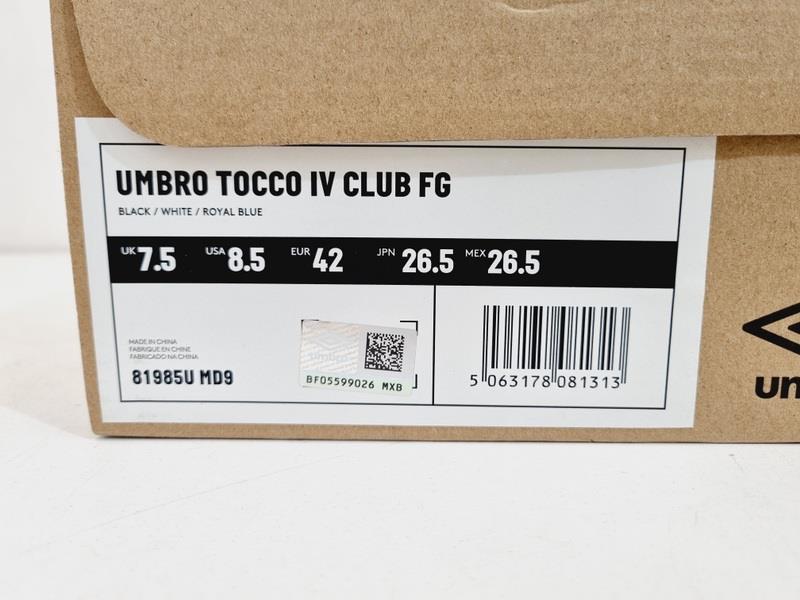 UMBRO TOCCO IV CLUB FG
BLACK / WHITE / ROYAL BLUE
UK 7.5 USA 8.5 EUR 42 JPN 26.5 MEX 26.5
MADE IN CHINA
FABRIQUE EN CHINE
FABRICADO NA CHINA
81985U MD9
umbro
BF05599026 MXB
5 063178 081313
um